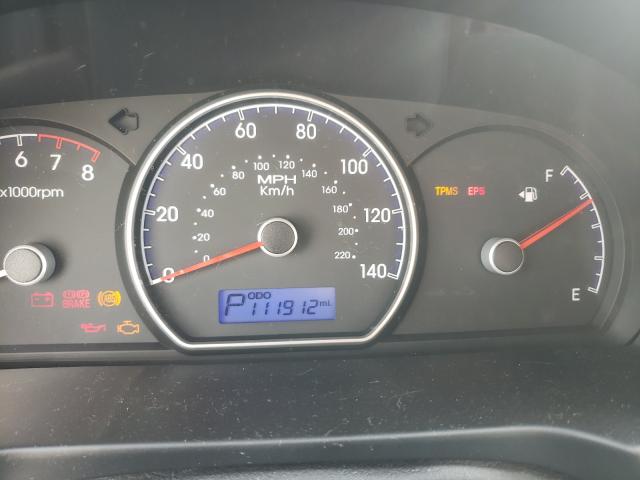 6 7 8
x1000rpm
0 20 40 60 80 100 120 140
MPH
Km/h
0 20 40 60 80 100 120 140 160 180 200 220
TPMS EPS
F
E
BRAKE ABS
ODO
P 111912 mi.